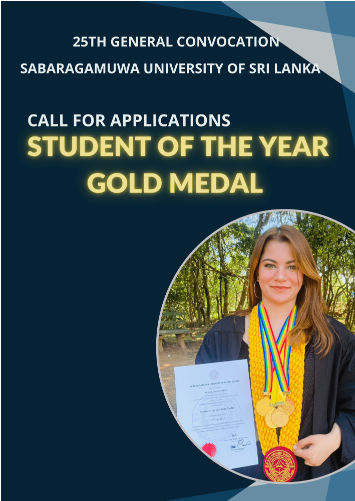 25TH GENERAL CONVOCATION
SABARAGAMUWA UNIVERSITY OF SRI LANKA
CALL FOR APPLICATIONS
STUDENT OF THE YEAR
GOLD MEDAL